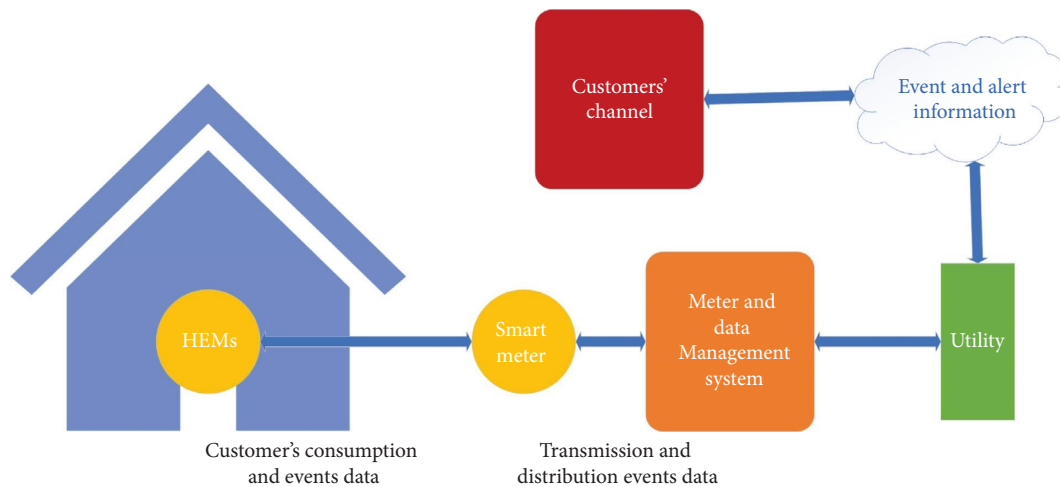 Customers’
channel
Event and alert
information
HEMs
Smart
meter
Meter and
data
Management
system
Utility
Customer’s consumption
and events data
Transmission and
distribution events data